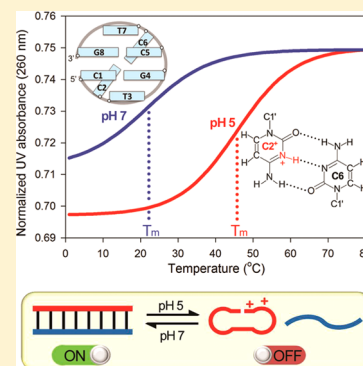 Normalized UV absorbance (260 nm)
0.76
0.75
0.74
0.73
0.72
0.71
0.70
0.69
T7
C6
C5
3'
G8
5'
C1
G4
C2
T3
pH 7
pH 5
C1'
N
O
H
C2⁺
N
+
H
N
H
H
H
N
H
N
C6
H
O
N
H
C1'
Tm
Tm
0 10 20 30 40 50 60 70
Temperature (°C)
pH 5
pH 7
+ +
ON
OFF